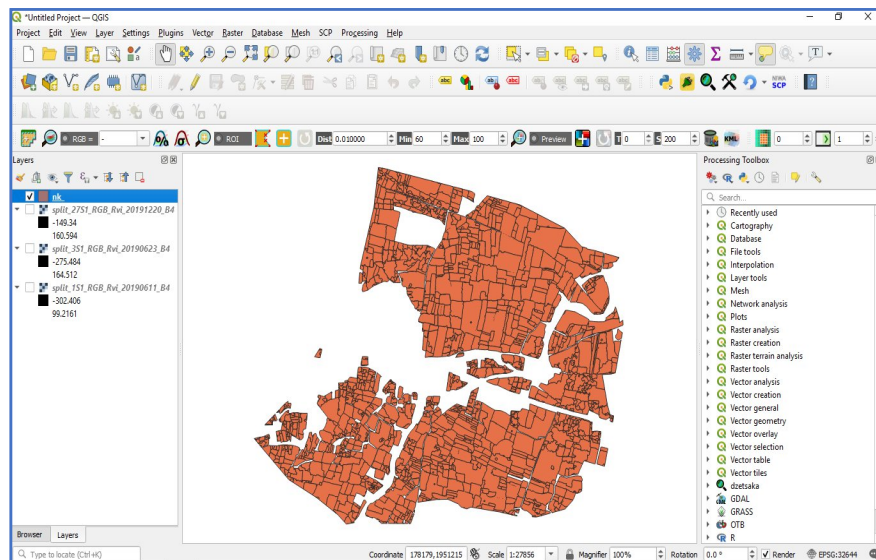 *Untitled Project — QGIS
Project Edit View Layer Settings Plugins Vector Raster Database Mesh SCP Processing Help
RGB = - ROI Dist 0.010000 Min 60 Max 100 Preview T 0 S 200 KML 0 1
NIWA SCP
Layers
nk_
split_27S1_RGB_Rvi_20191220_B4
-149.34
160.594
split_3S1_RGB_Rvi_20190623_B4
-275.484
164.512
split_1S1_RGB_Rvi_20190611_B4
-302.406
99.2161
Browser Layers
Processing Toolbox
Search...
Recently used
Cartography
Database
File tools
Interpolation
Layer tools
Mesh
Network analysis
Plots
Raster analysis
Raster creation
Raster terrain analysis
Raster tools
Vector analysis
Vector creation
Vector general
Vector geometry
Vector overlay
Vector selection
Vector table
Vector tiles
dzetsaka
GDAL
GRASS
OTB
R
Type to locate (Ctrl+K) Coordinate 178179,1951215 Scale 1:27856 Magnifier 100% Rotation 0.0 ° Render EPSG:32644